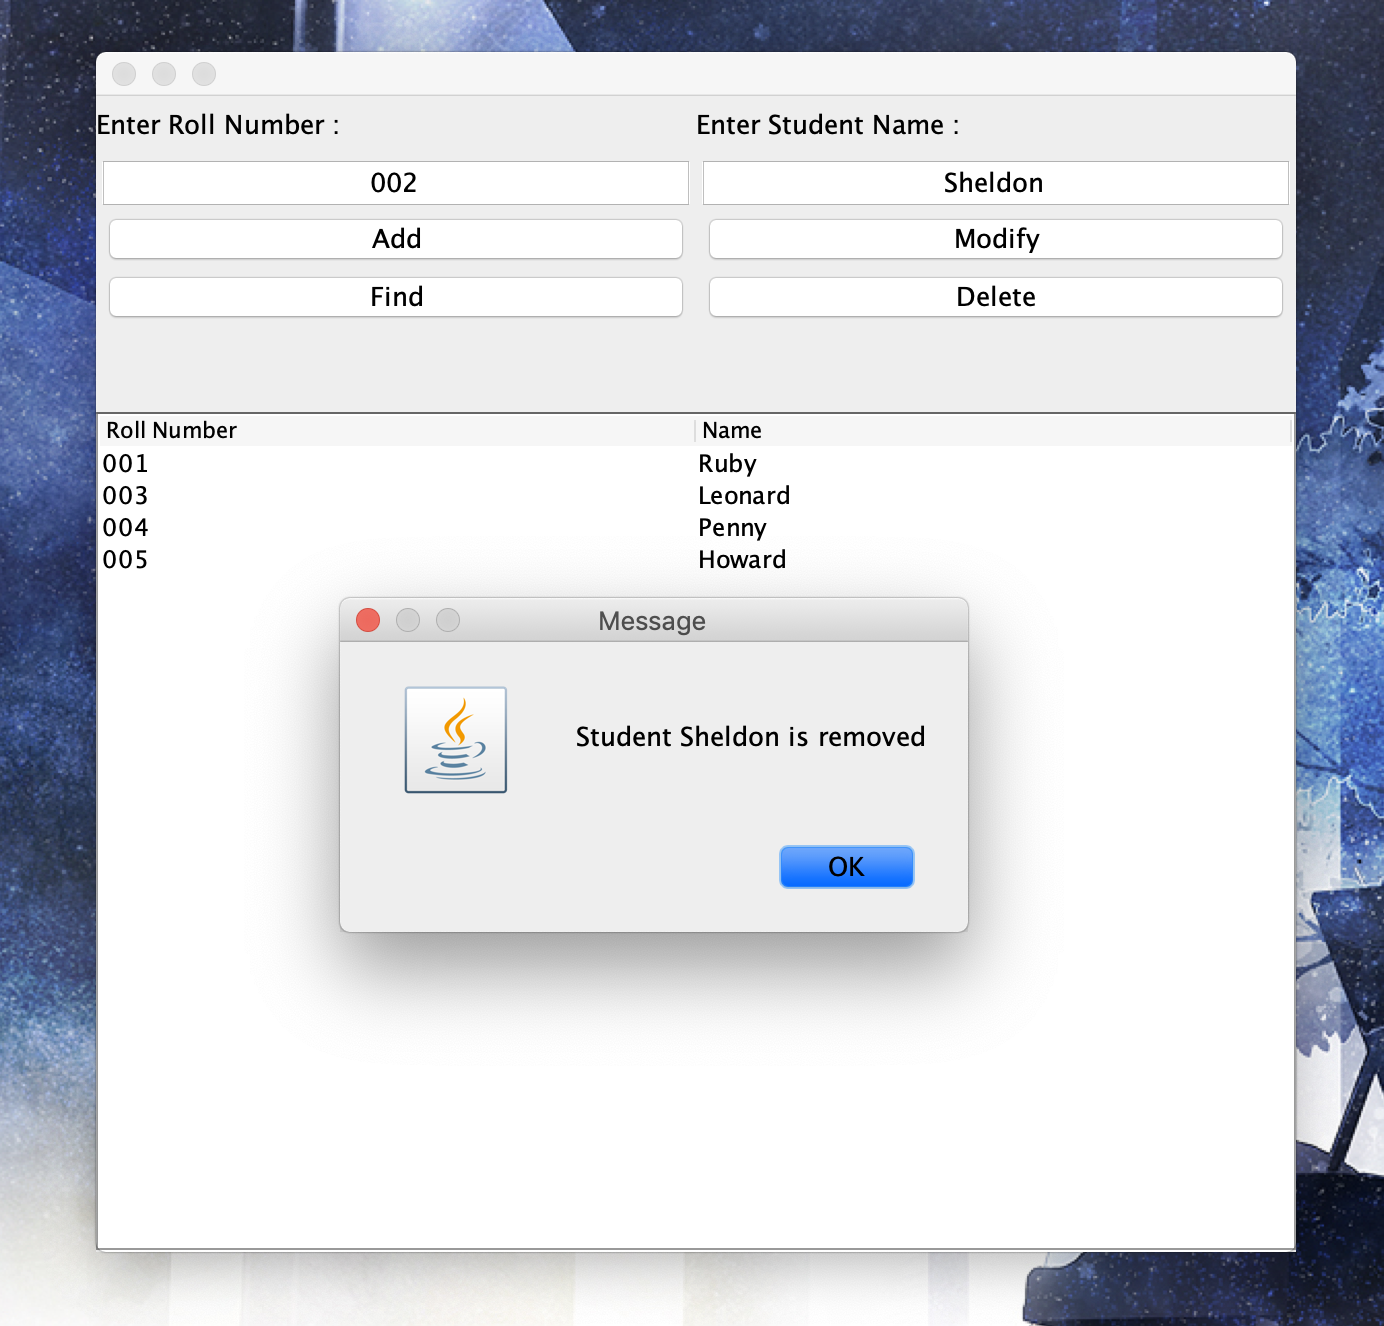 Enter Roll Number :
Enter Student Name :
002
Sheldon
Add
Modify
Find
Delete
Roll Number
Name
001
Ruby
003
Leonard
004
Penny
005
Howard
Message
Student Sheldon is removed
OK